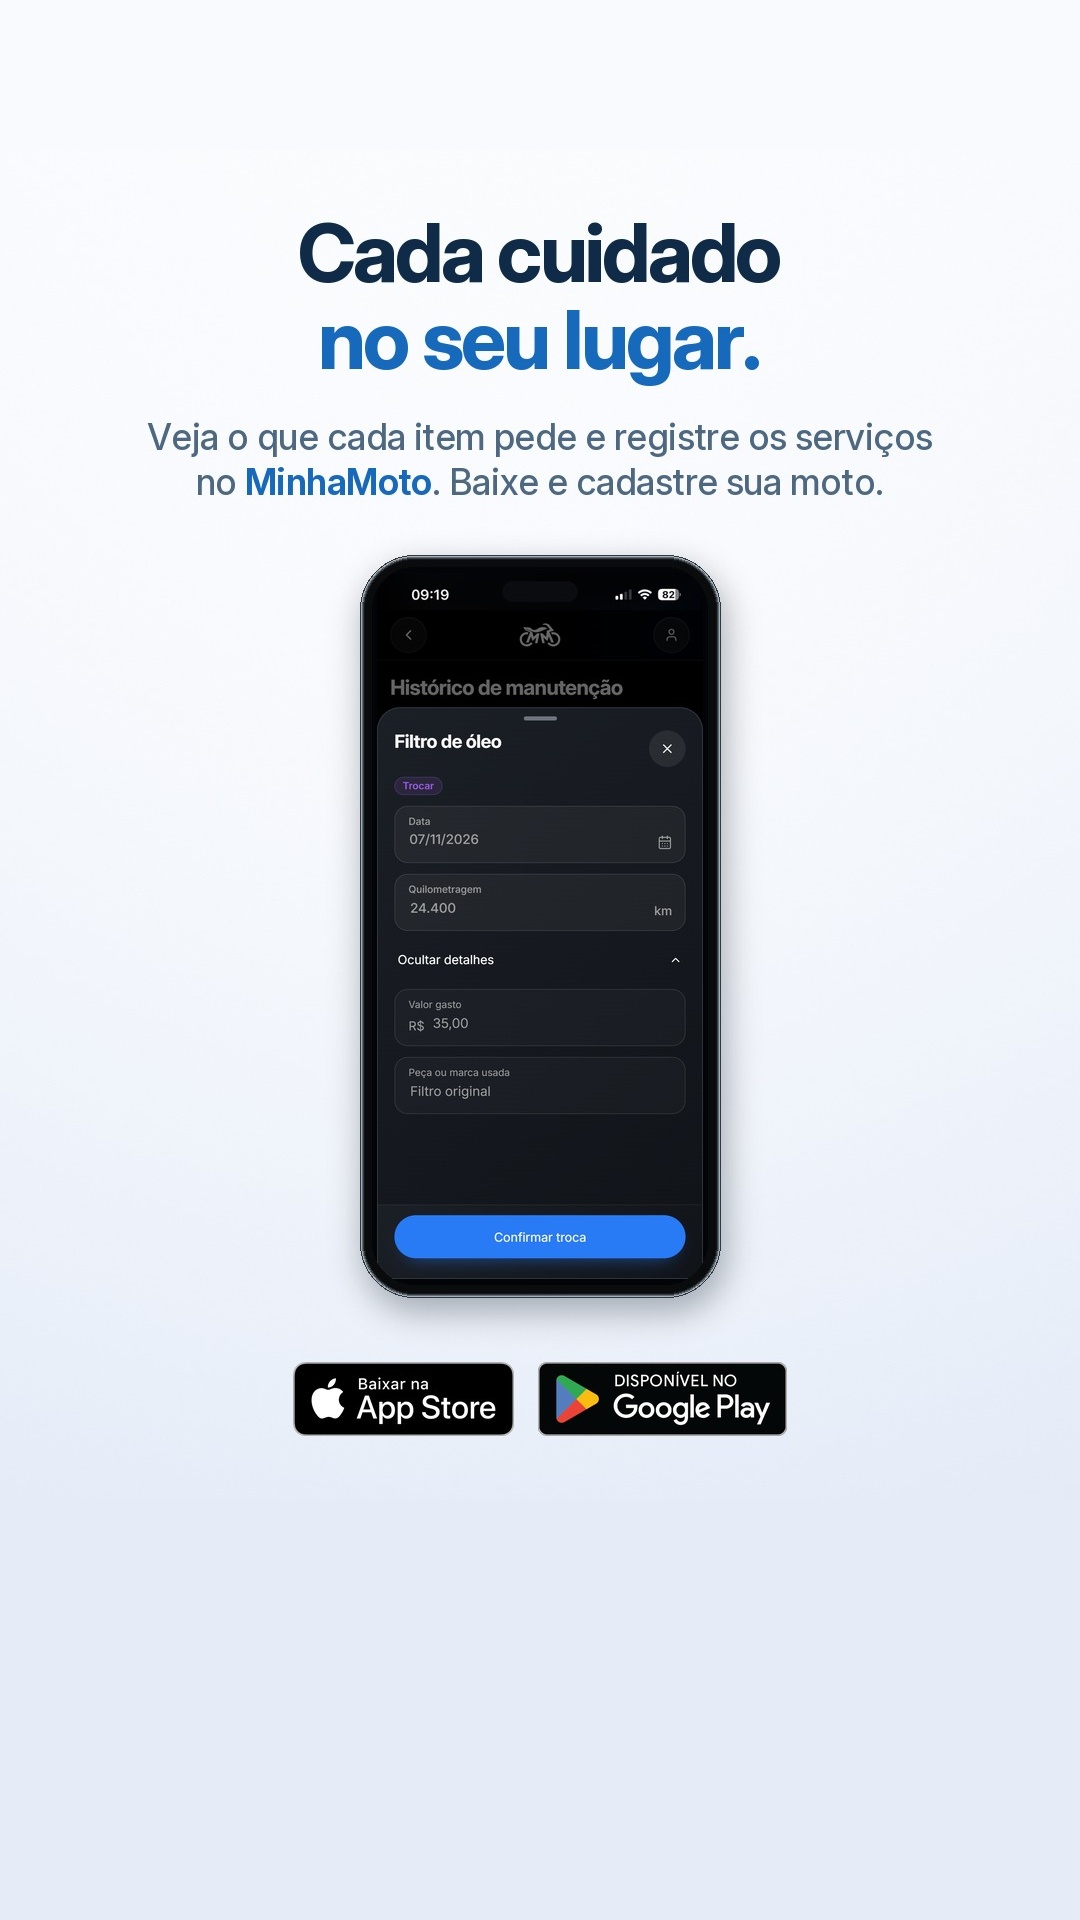 Cada cuidado
no seu lugar.
Veja o que cada item pede e registre os serviços
no MinhaMoto. Baixe e cadastre sua moto.
09:19
82
MM
Histórico de manutenção
Filtro de óleo
Trocar
Data
07/11/2026
Quilometragem
24.400
km
Ocultar detalhes
Valor gasto
R$ 35,00
Peça ou marca usada
Filtro original
Confirmar troca
Baixar na
App Store
DISPONÍVEL NO
Google Play